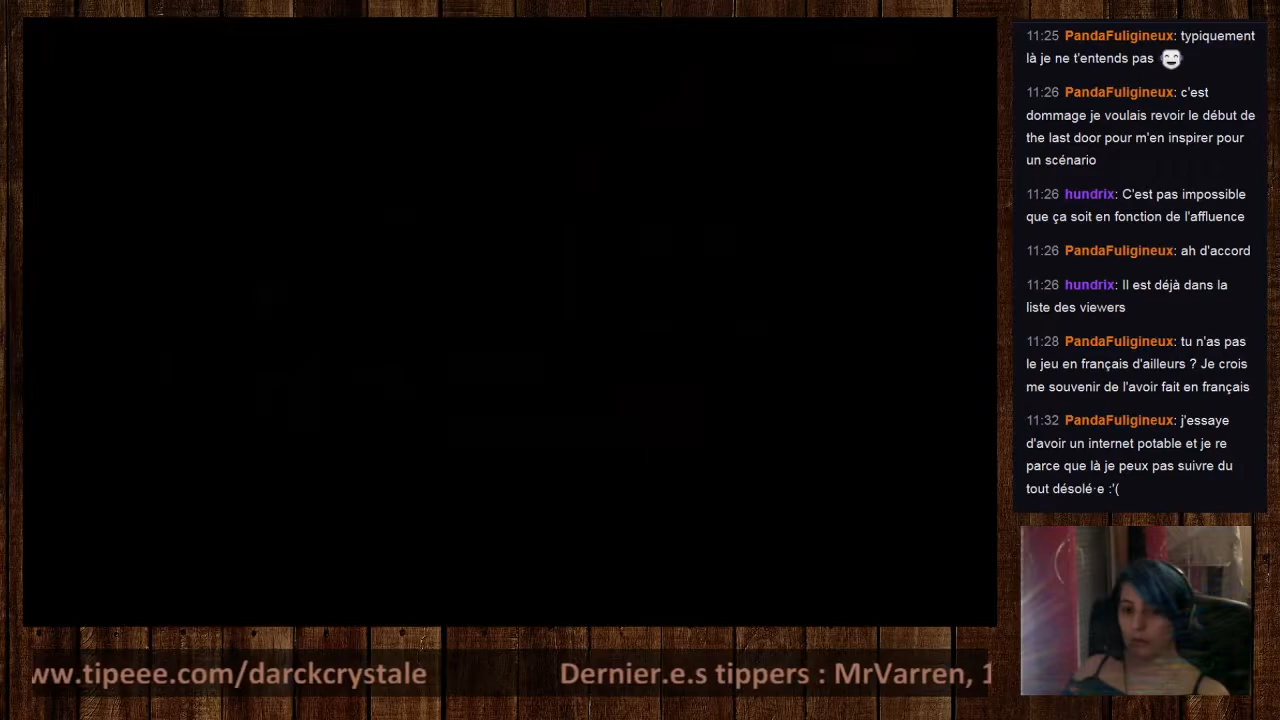 11:25 PandaFuligineux: typiquement
là je ne t'entends pas
11:26 PandaFuligineux: c'est
dommage je voulais revoir le début de
the last door pour m'en inspirer pour
un scénario
11:26 hundrix: C'est pas impossible
que ça soit en fonction de l'affluence
11:26 PandaFuligineux: ah d'accord
11:26 hundrix: Il est déjà dans la
liste des viewers
11:28 PandaFuligineux: tu n'as pas
le jeu en français d'ailleurs ? Je crois
me souvenir de l'avoir fait en français
11:32 PandaFuligineux: j'essaye
d'avoir un internet potable et je re
parce que là je peux pas suivre du
tout désolé·e :'(
ww.tipeee.com/darckcrystale Dernier.e.s tippers : MrVarren, 1